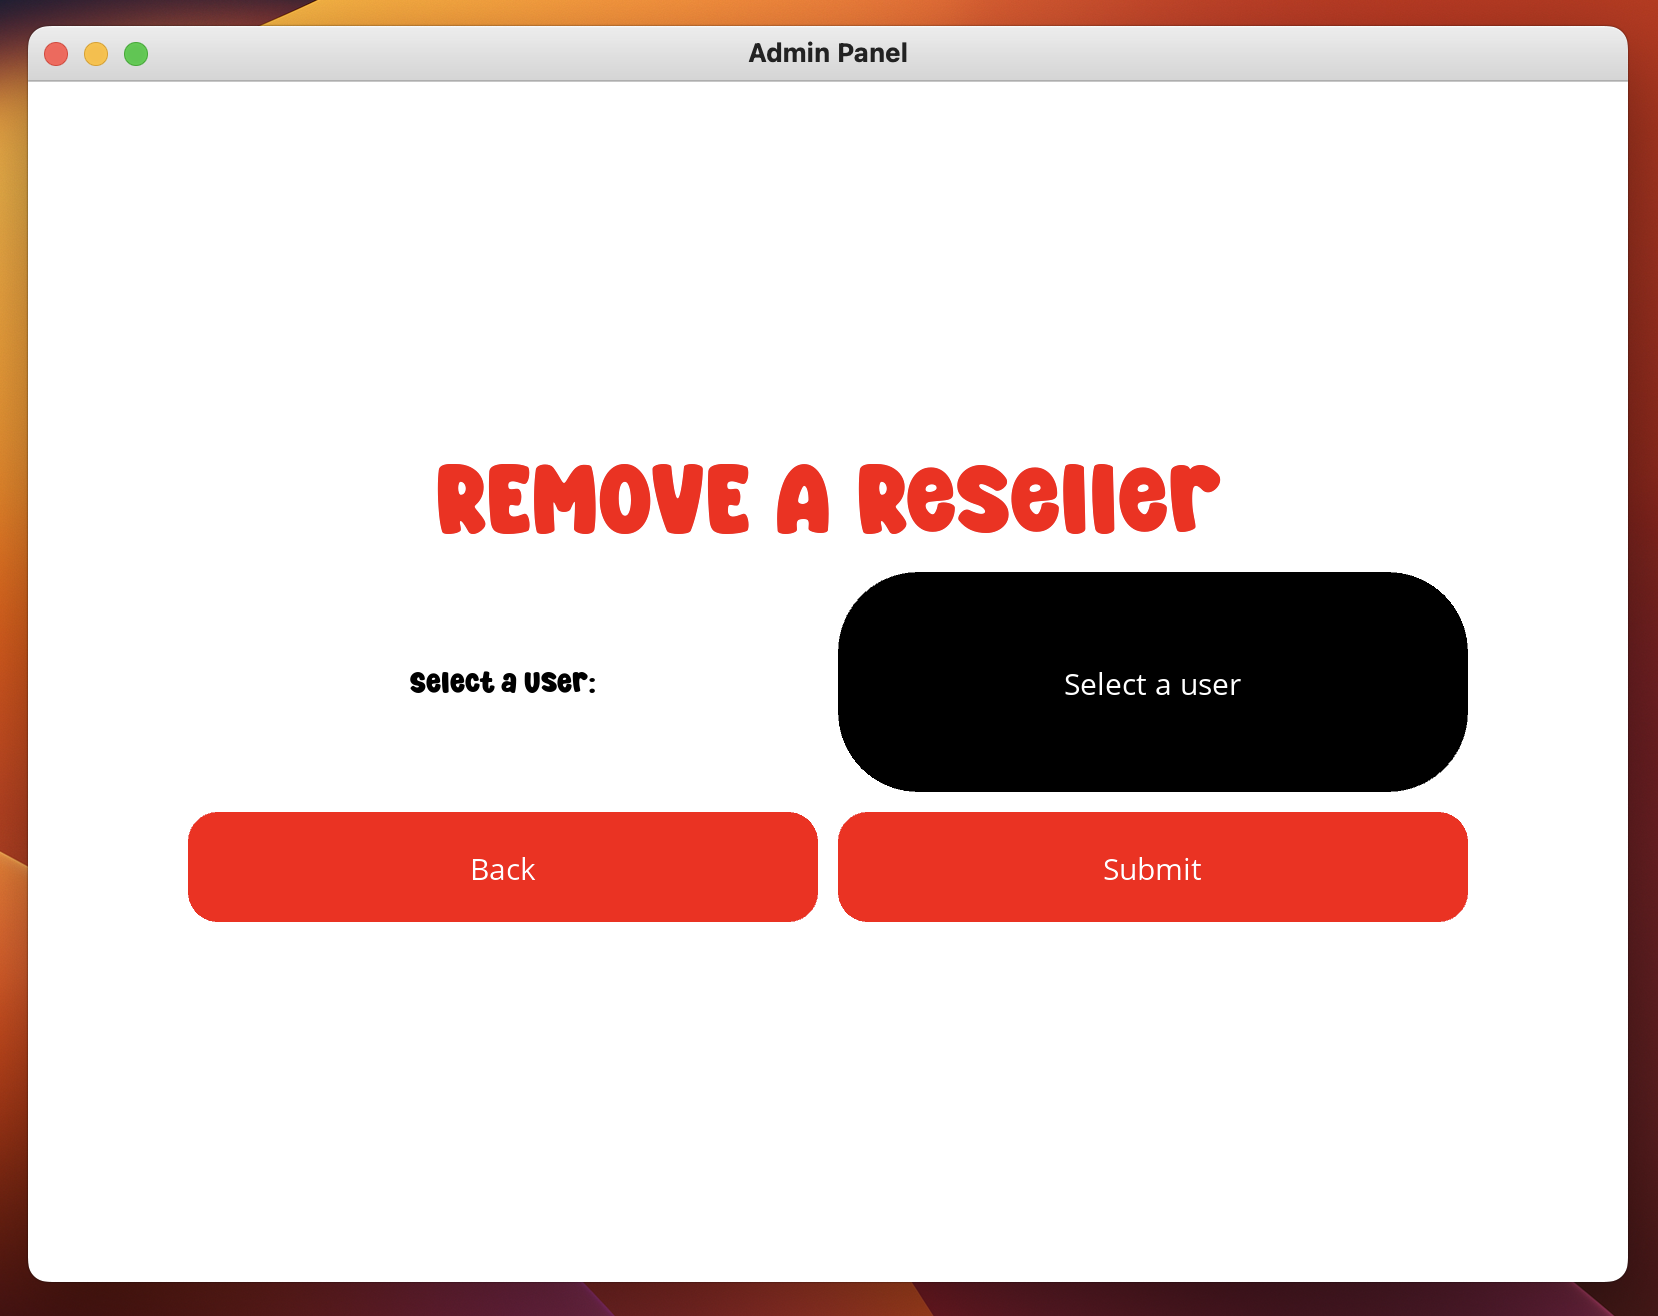 Admin Panel
REMOVE A Reseller
Select a User:
Select a user
Back
Submit